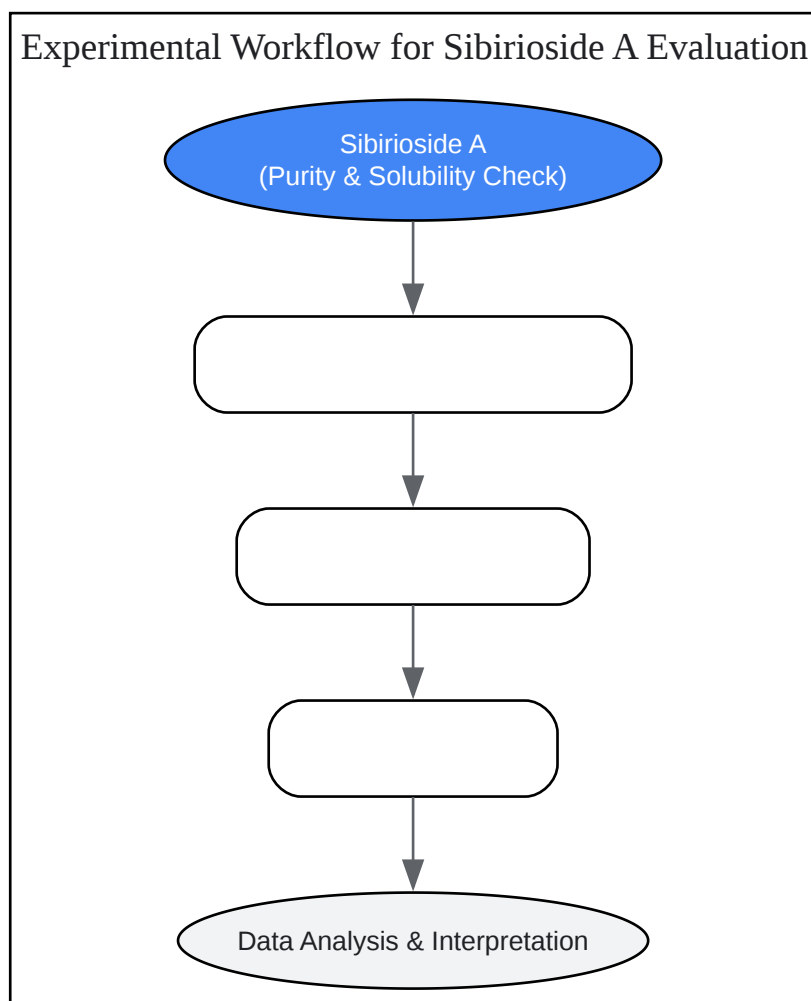 Experimental Workflow for Sibirioside A Evaluation
Sibirioside A
(Purity & Solubility Check)
Data Analysis & Interpretation